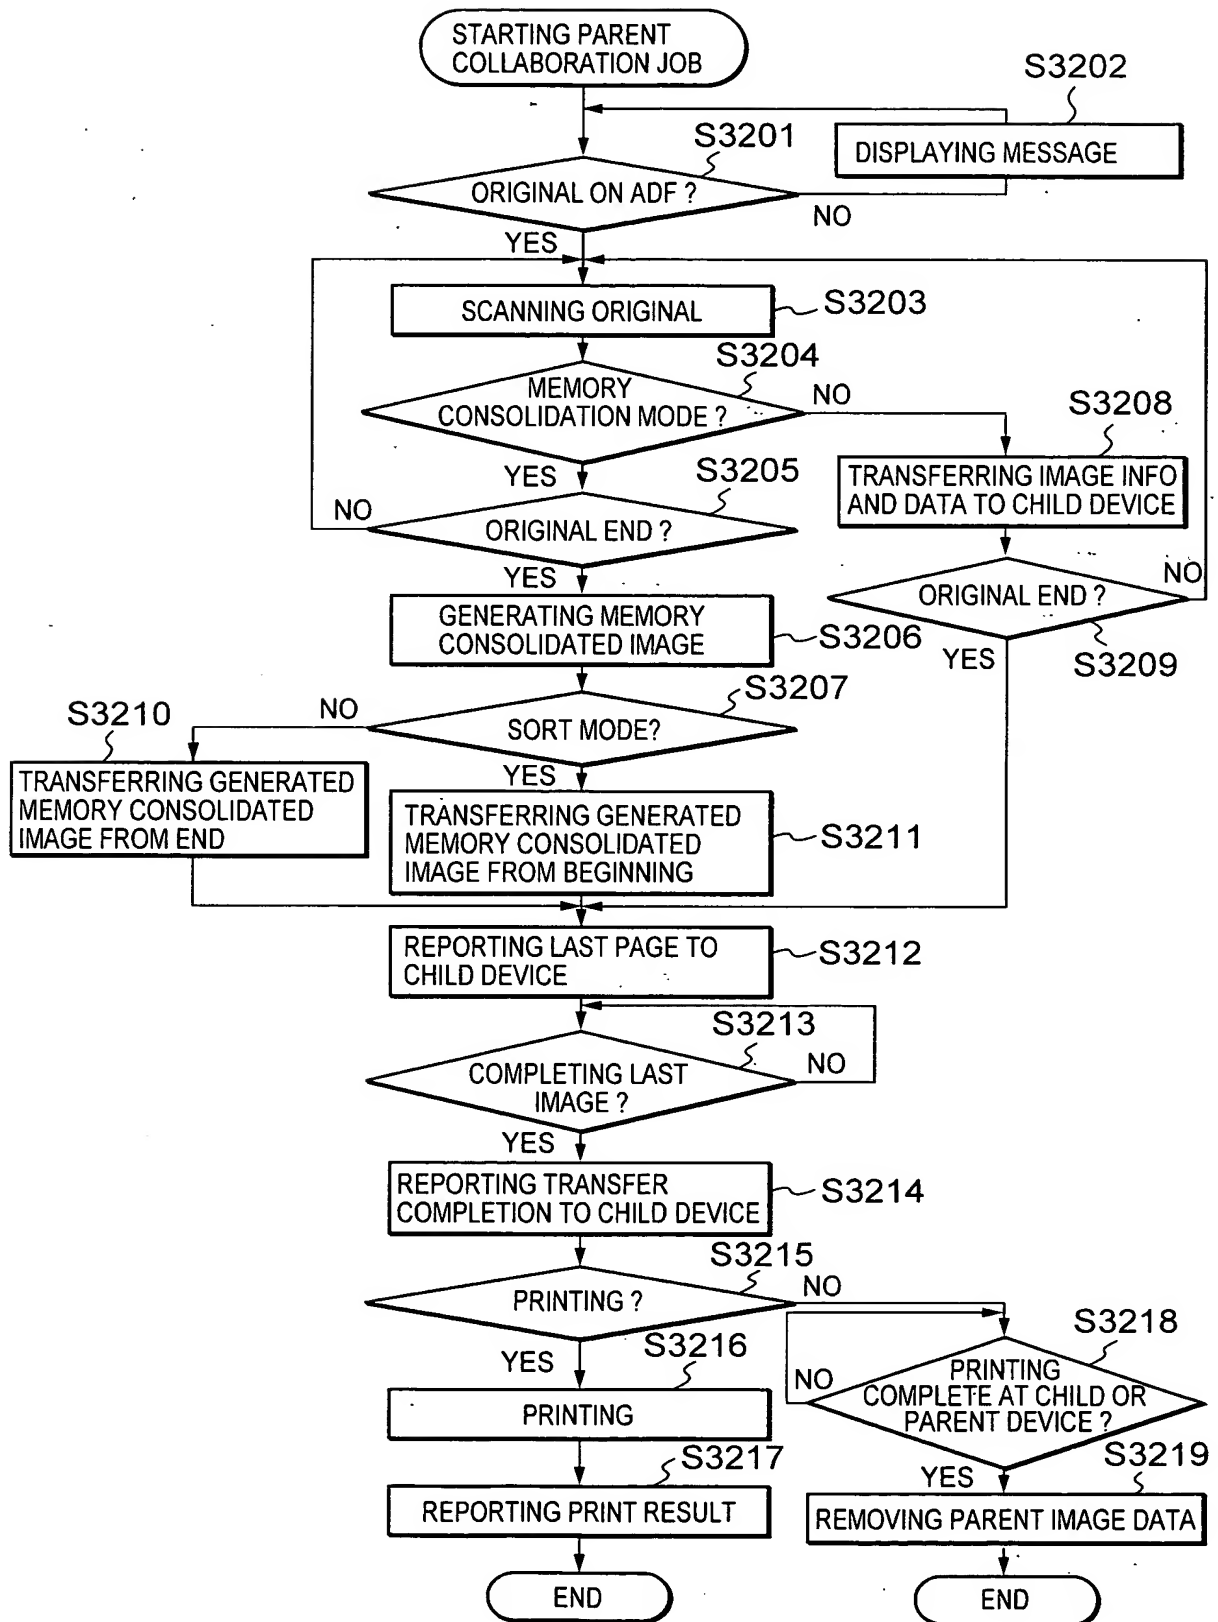 STARTING PARENT
COLLABORATION JOB
S3202
DISPLAYING MESSAGE
S3201
ORIGINAL ON ADF ?
NO
YES
SCANNING ORIGINAL
S3203
S3204
MEMORY
CONSOLIDATION MODE ?
NO
S3208
TRANSFERRING IMAGE INFO
AND DATA TO CHILD DEVICE
YES
S3205
NO
ORIGINAL END ?
YES
NO
ORIGINAL END ?
S3209
YES
GENERATING MEMORY
CONSOLIDATED IMAGE
S3206
S3207
S3210
NO
SORT MODE?
YES
TRANSFERRING GENERATED
MEMORY CONSOLIDATED
IMAGE FROM END
TRANSFERRING GENERATED
MEMORY CONSOLIDATED
IMAGE FROM BEGINNING
S3211
REPORTING LAST PAGE TO
CHILD DEVICE
S3212
S3213
NO
COMPLETING LAST
IMAGE ?
YES
REPORTING TRANSFER
COMPLETION TO CHILD DEVICE
S3214
S3215
NO
PRINTING ?
YES
S3216
PRINTING
S3218
NO
PRINTING
COMPLETE AT CHILD OR
PARENT DEVICE ?
S3217
REPORTING PRINT RESULT
YES
S3219
REMOVING PARENT IMAGE DATA
END
END